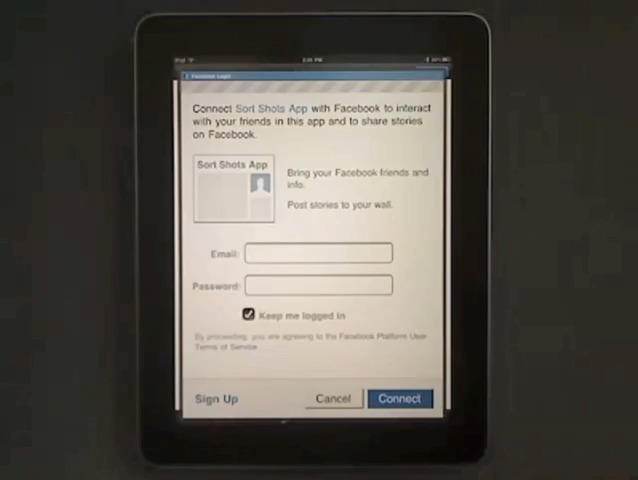 iPad
Facebook Login
Connect Sort Shots App with Facebook to interact
with your friends in this app and to share stories
on Facebook.
Sort Shots App
Bring your Facebook friends and
info.
Post stories to your wall.
Email:
Password:
Keep me logged in
By proceeding, you are agreeing to the Facebook Platform User
Terms of Service
Sign Up
Cancel
Connect